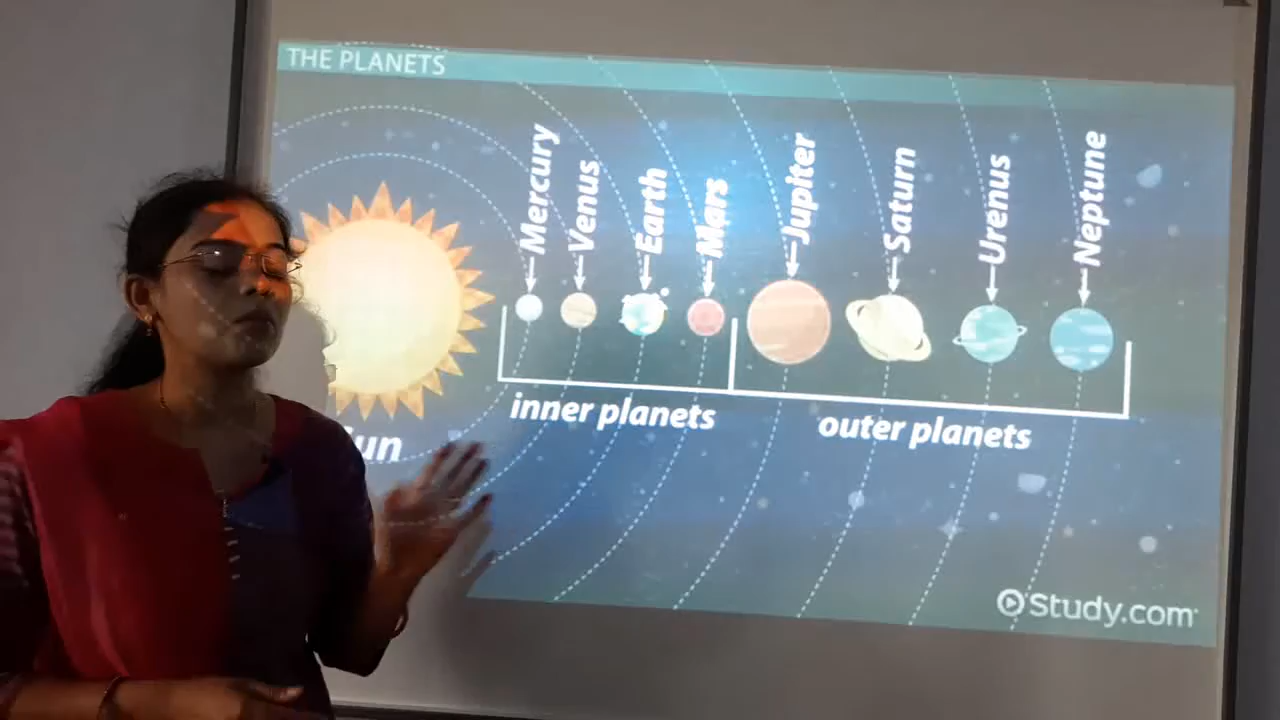 THE PLANETS
Mercury
Venus
Earth
Mars
Jupiter
Saturn
Urenus
Neptune
inner planets
outer planets
Sun
Study.com